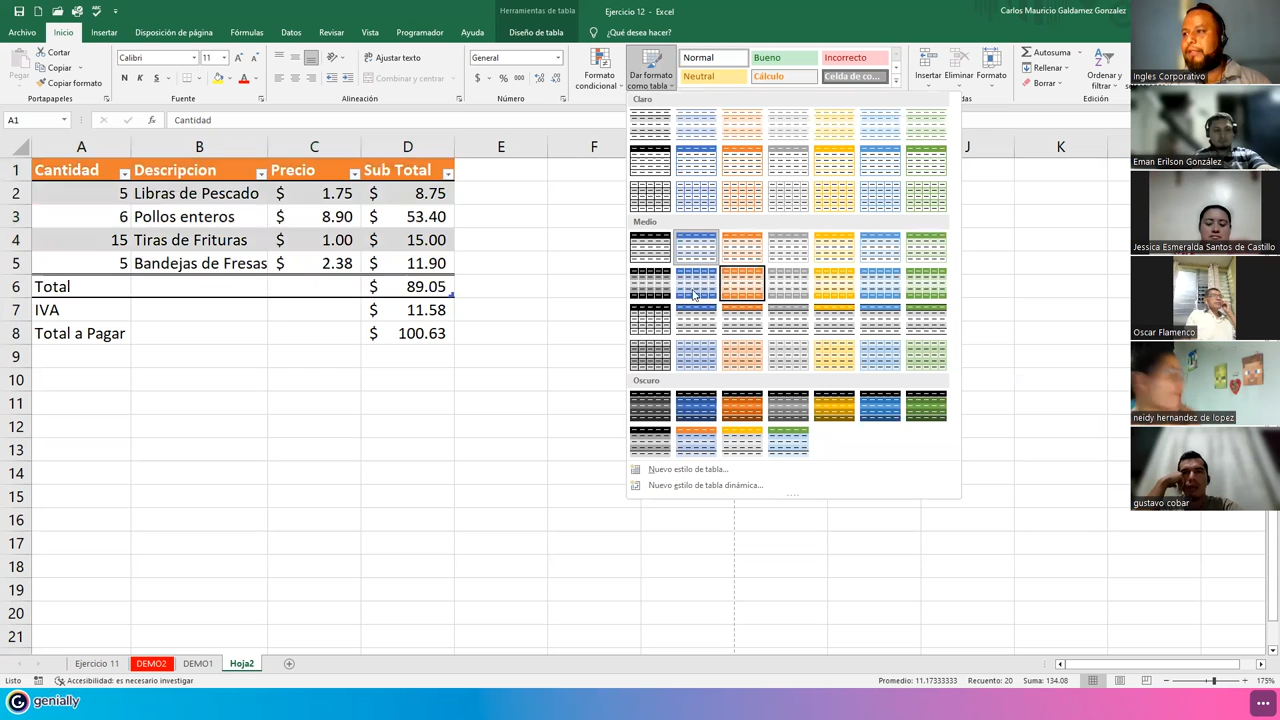 Herramientas de tabla
Ejercicio 12 - Excel
Carlos Mauricio Galdamez Gonzalez
Archivo Inicio Insertar Disposición de página Fórmulas Datos Revisar Vista Programador Ayuda Diseño de tabla ¿Qué desea hacer?
Pegar
Cortar
Copiar
Copiar formato
Portapapeles
Calibri 11
N K S
Fuente
Ajustar texto
Combinar y centrar
Alineación
General
$ % 000
Número
Formato condicional
Dar formato como tabla
Normal Bueno Incorrecto
Neutral Cálculo Celda de co...
Insertar Eliminar Formato
Celdas
Autosuma
Rellenar
Borrar
Ordenar y filtrar
Edición
A1
fx Cantidad
A B C D E F J K
1 Cantidad Descripcion Precio Sub Total
2 5 Libras de Pescado $ 1.75 $ 8.75
3 6 Pollos enteros $ 8.90 $ 53.40
4 15 Tiras de Frituras $ 1.00 $ 15.00
5 5 Bandejas de Fresas $ 2.38 $ 11.90
6 Total $ 89.05
7 IVA $ 11.58
8 Total a Pagar $ 100.63
9
10
11
12
13
14
15
16
17
18
19
20
21
Claro
Medio
Oscuro
Nuevo estilo de tabla...
Nuevo estilo de tabla dinámica...
Ingles Corporativo
Eman Erilson González
Jessica Esmeralda Santos de Castillo
Oscar Flamenco
neidy hernandez de lopez
gustavo cobar
Ejercicio 11 DEMO2 DEMO1 Hoja2
Listo
Accesibilidad: es necesario investigar
Promedio: 11.17333333 Recuento: 20 Suma: 134.08
175%
genially